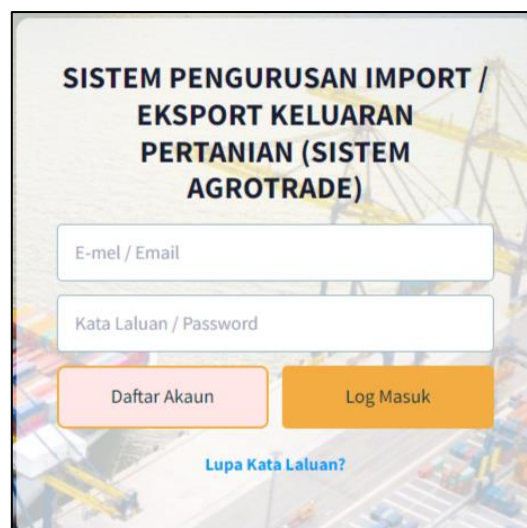 SISTEM PENGURUSAN IMPORT /
EKSPORT KELUARAN
PERTANIAN (SISTEM
AGROTRADE)
E-mel / Email
Kata Laluan / Password
Daftar Akaun
Log Masuk
Lupa Kata Laluan?